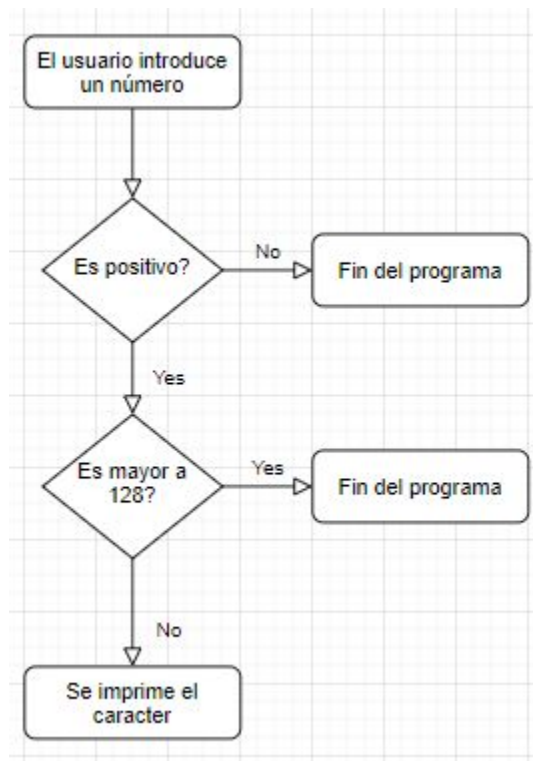 El usuario introduce
un número
Es positivo?
No
Fin del programa
Yes
Es mayor a
128?
Yes
Fin del programa
No
Se imprime el
caracter